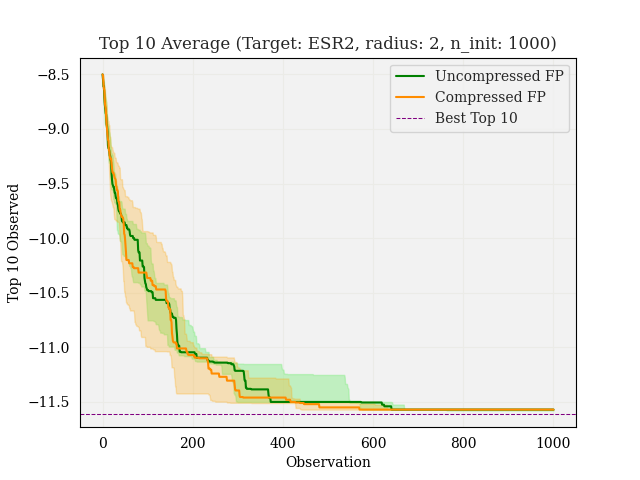 Top 10 Average (Target: ESR2, radius: 2, n_init: 1000)
Uncompressed FP
Compressed FP
Best Top 10
Top 10 Observed
−8.5
−9.0
−9.5
−10.0
−10.5
−11.0
−11.5
0 200 400 600 800 1000
Observation